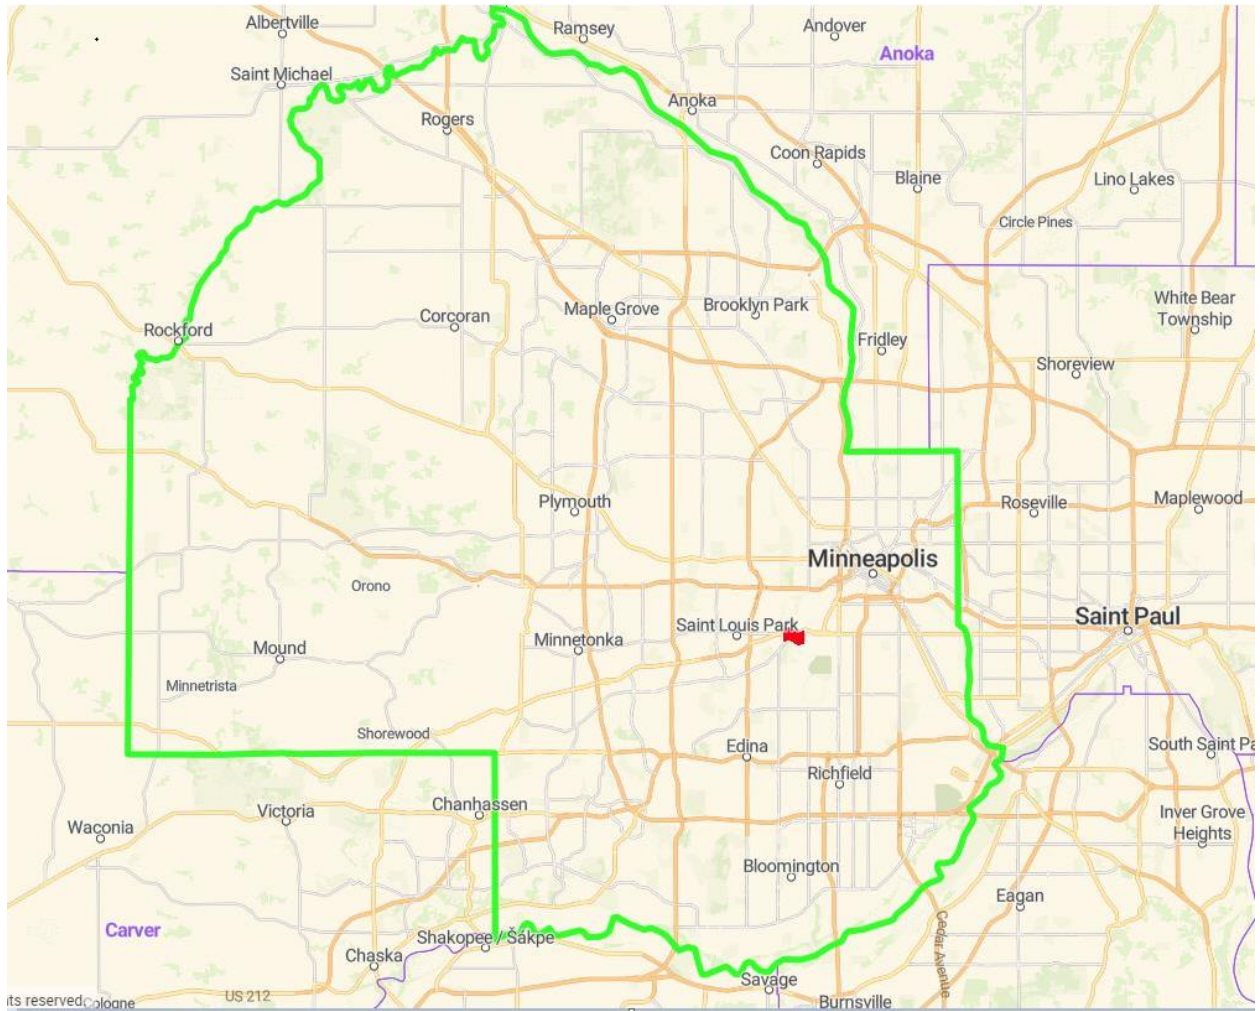 Albertville
Ramsey
Andover
Anoka
Saint Michael
Anoka
Rogers
Coon Rapids
Blaine
Lino Lakes
Circle Pines
White Bear
Township
Rockford
Corcoran
Maple Grove
Brooklyn Park
Fridley
Shoreview
Plymouth
Roseville
Maplewood
Minneapolis
Orono
Saint Paul
Saint Louis Park
Mound
Minnetonka
Minnetrista
Shorewood
Edina
South Saint Pa
Richfield
Chanhassen
Victoria
Waconia
Inver Grove
Heights
Bloomington
Eagan
Carver
Cedar Avenue
Shakopee / Šákpe
Chaska
Savage
US 212
Burnsville
its reserved.
Cologne